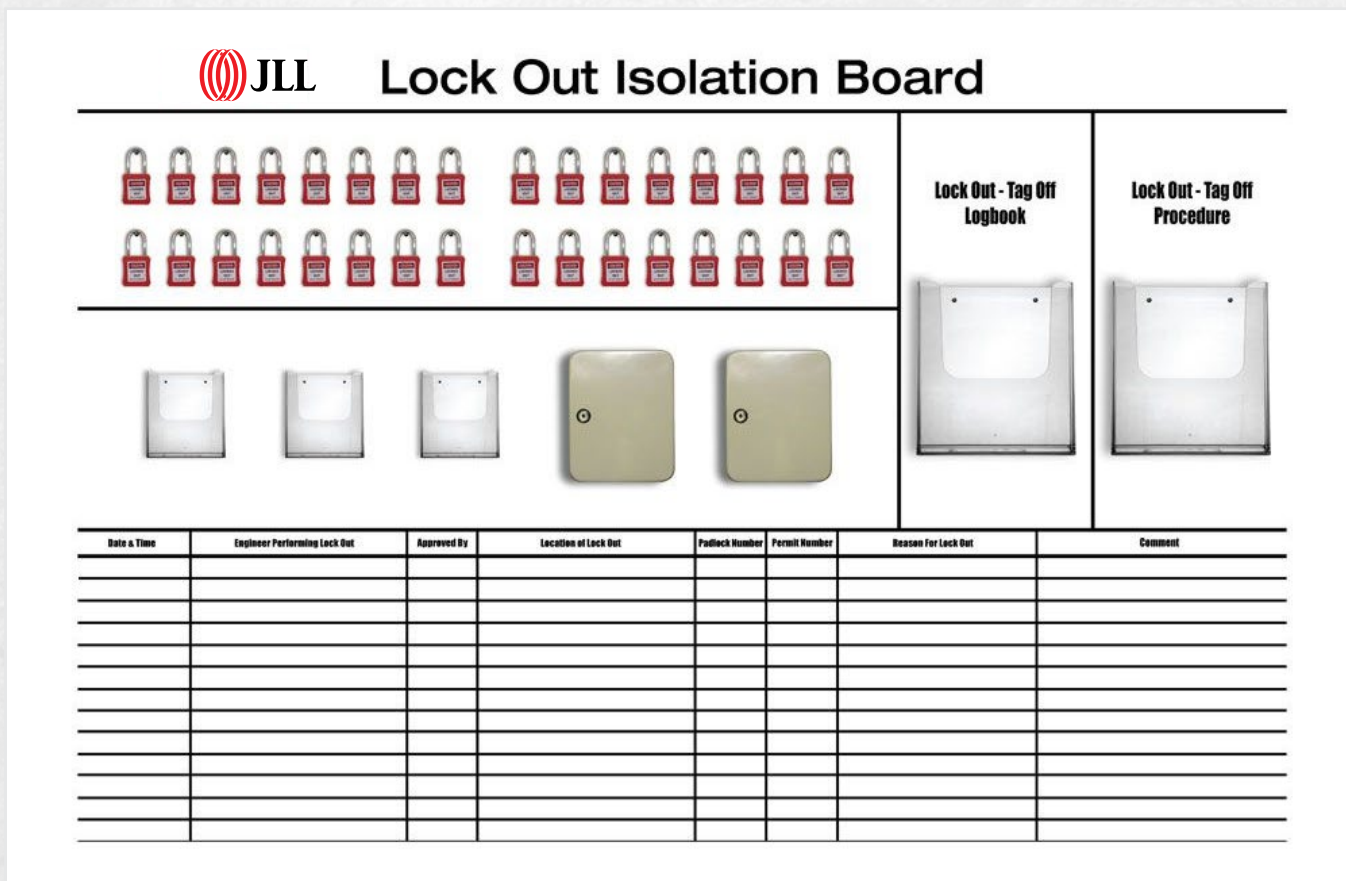 JLL Lock Out Isolation Board
Lock Out - Tag Off
Logbook
Lock Out - Tag Off
Procedure
Date & Time
Engineer Performing Lock Out
Approved By
Location of Lock Out
Padlock Number
Permit Number
Reason For Lock Out
Comment